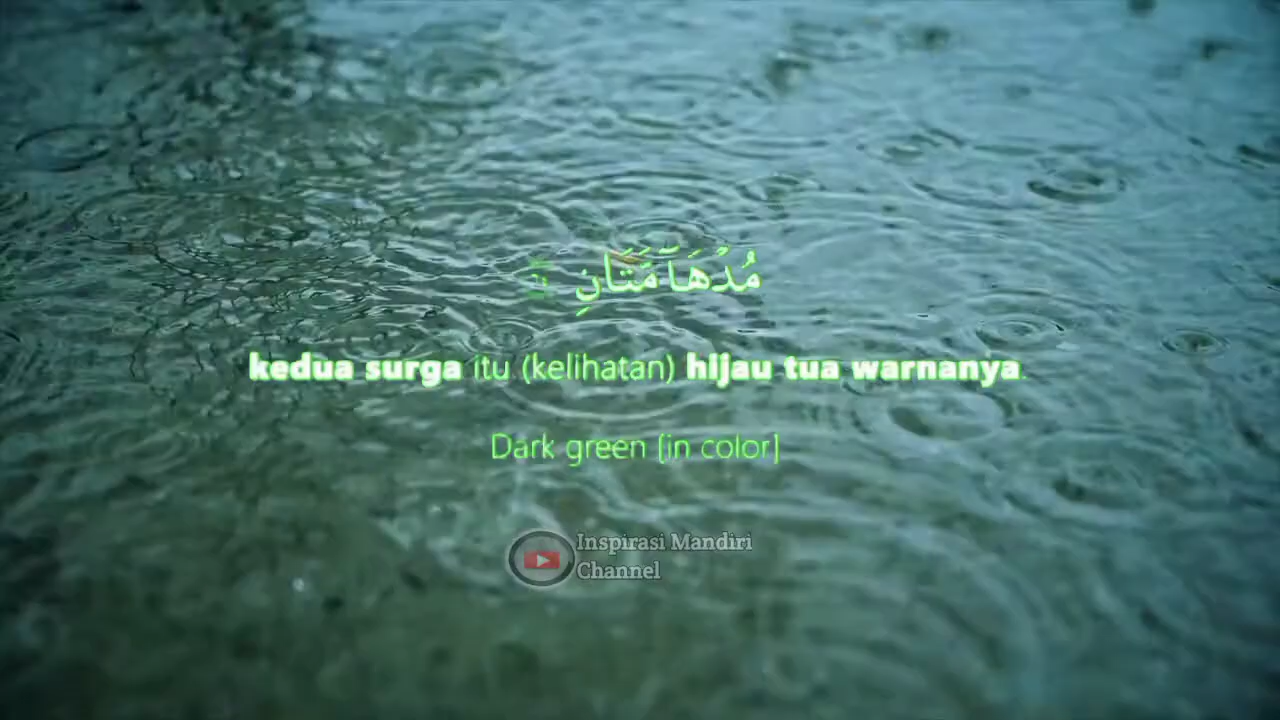 مُدْهَآمَّتَانِ
kedua surga itu (kelihatan) hijau tua warnanya.
Dark green [in color]
Inspirasi Mandiri
Channel